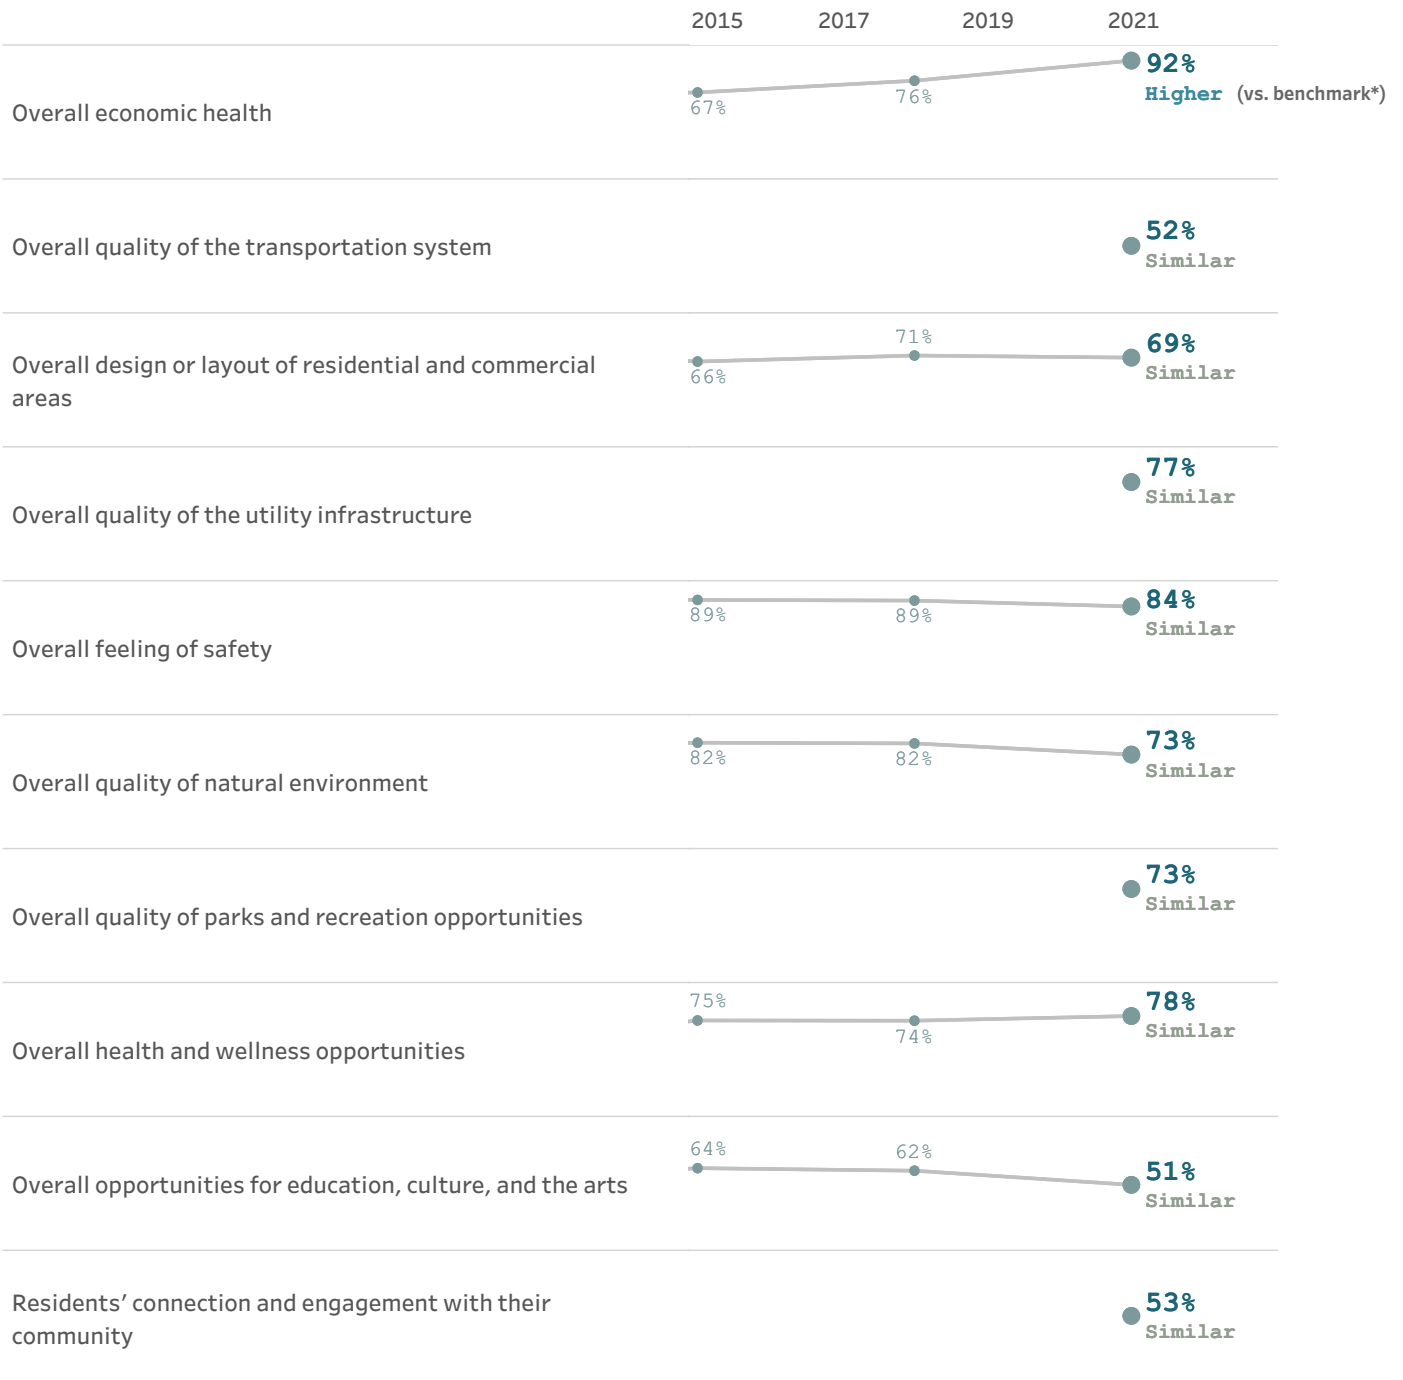 2015 2017 2019 2021
Overall economic health
67%
76%
92%
Higher (vs. benchmark*)
Overall quality of the transportation system
52%
Similar
Overall design or layout of residential and commercial
areas
66%
71%
69%
Similar
Overall quality of the utility infrastructure
77%
Similar
Overall feeling of safety
89%
89%
84%
Similar
Overall quality of natural environment
82%
82%
73%
Similar
Overall quality of parks and recreation opportunities
73%
Similar
Overall health and wellness opportunities
75%
74%
78%
Similar
Overall opportunities for education, culture, and the arts
64%
62%
51%
Similar
Residents’ connection and engagement with their
community
53%
Similar